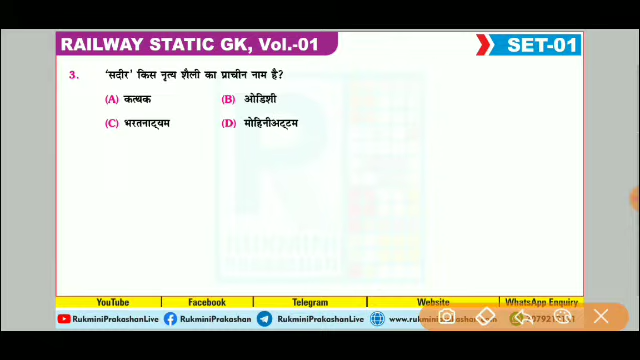 RAILWAY STATIC GK, Vol.-01
SET-01
3. 'सदीर' किस नृत्य शैली का प्राचीन नाम है?
(A) कत्थक (B) ओडिशी
(C) भरतनाट्यम (D) मोहिनीअट्टम
YouTube Facebook Telegram Website WhatsApp Enquiry
RukminiPrakashanLive RukminiPrakashan RukminiPrakashanLive